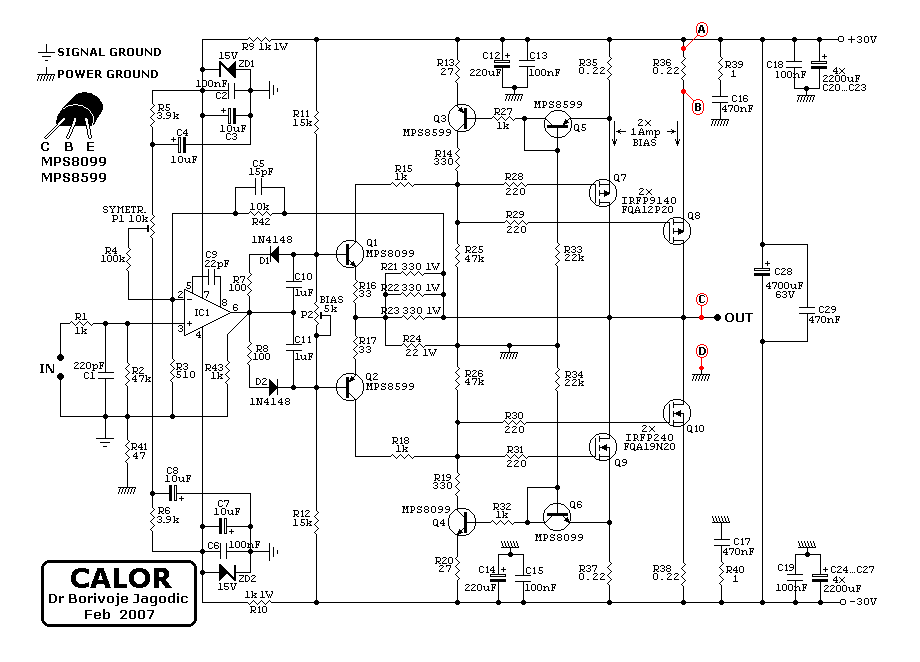 SIGNAL GROUND
POWER GROUND
C B E
MPS8099
MPS8599
R9 1k 1W
15V
ZD1
100nF
C2
10uF
C3
R5
3.9k
C4
10uF
R11
15k
C5
15pF
10k
R42
SYMETR.
P1 10k
R4
100k
C9
22pF
1N4148
D1
R7
100
C10
1uF
BIAS
5k
P2
IC1
5
7
8
2
3
6
4
R1
1k
IN
220pF
C1
R2
47k
R3
510
R43
1k
R8
100
C11
1uF
D2
1N4148
R41
47
C8
10uF
R6
3.9k
C7
10uF
C6
100nF
ZD2
15V
1k 1W
R10
R12
15k
R15
1k
Q1
MPS8099
R16
33
R21 330 1W
R22 330 1W
R23 330 1W
R24
22 1W
R17
33
Q2
MPS8599
R18
1k
R13
27
Q3
MPS8599
R14
330
C12
220uF
C13
100nF
R27
1k
MPS8599
Q5
R28
220
R29
220
R25
47k
R33
22k
R26
47k
R34
22k
R30
220
R31
220
R19
330
MPS8099
Q4
R20
27
R32
1k
Q6
MPS8099
C14
220uF
C15
100nF
R35
0.22
A
R36
0.22
B
2×
1Amp
BIAS
Q7
2×
IRFP9140
FQA12P20
Q8
C
OUT
D
2×
IRFP240
FQA19N20
Q10
Q9
R37
0.22
R38
0.22
R39
1
C16
470nF
C17
470nF
R40
1
+30V
C18
100nF
4×
2200uF
C20...C23
C28
4700uF
63V
C29
470nF
C19
100nF
C24...C27
4×
2200uF
-30V
CALOR
Dr Borivoje Jagodic
Feb 2007